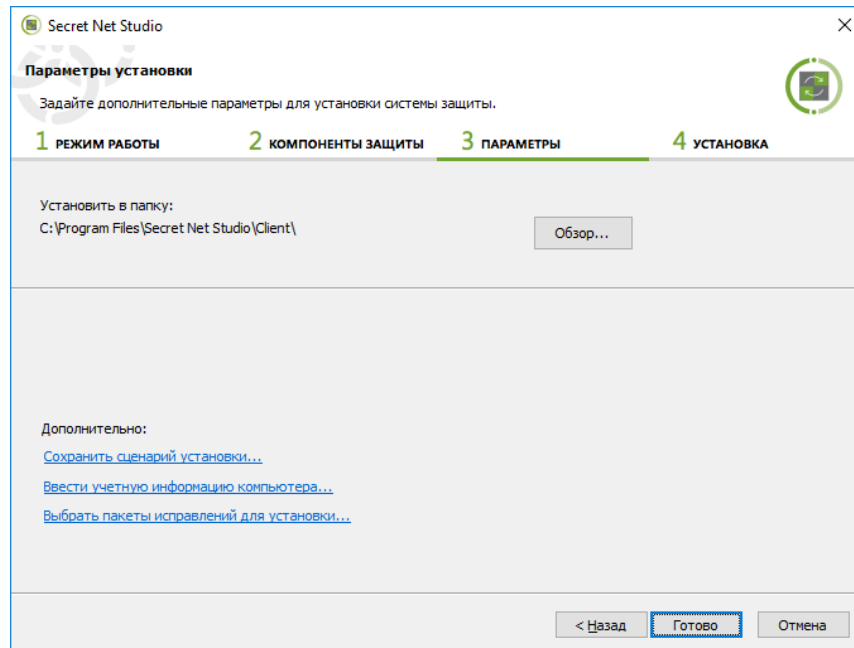 Secret Net Studio
Параметры установки
Задайте дополнительные параметры для установки системы защиты.
1 РЕЖИМ РАБОТЫ 2 КОМПОНЕНТЫ ЗАЩИТЫ 3 ПАРАМЕТРЫ 4 УСТАНОВКА
Установить в папку:
C:\Program Files\Secret Net Studio\Client\
Обзор...
Дополнительно:
Сохранить сценарий установки...
Ввести учетную информацию компьютера...
Выбрать пакеты исправлений для установки...
< Назад Готово Отмена